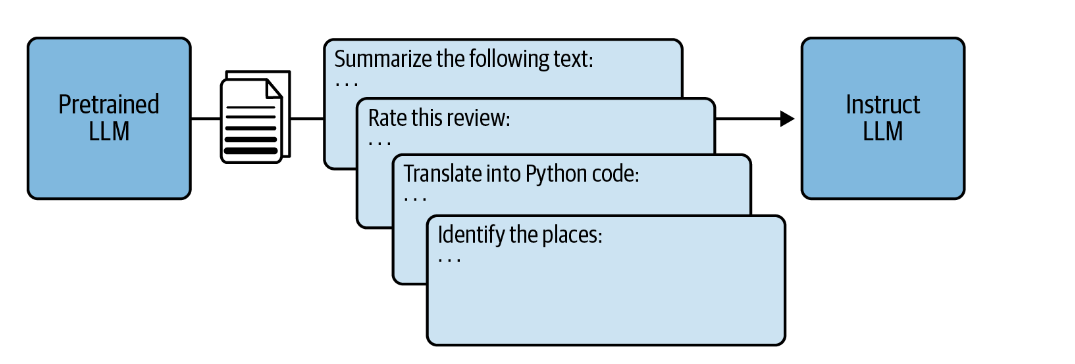 Pretrained
LLM
Summarize the following text:
. . .
Rate this review:
. . .
Translate into Python code:
. . .
Identify the places:
. . .
Instruct
LLM